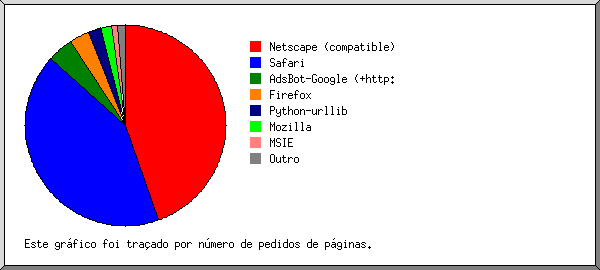 Netscape (compatible)
Safari
AdsBot-Google (+http:
Firefox
Python-urllib
Mozilla
MSIE
Outro
Este gráfico foi traçado por número de pedidos de páginas.